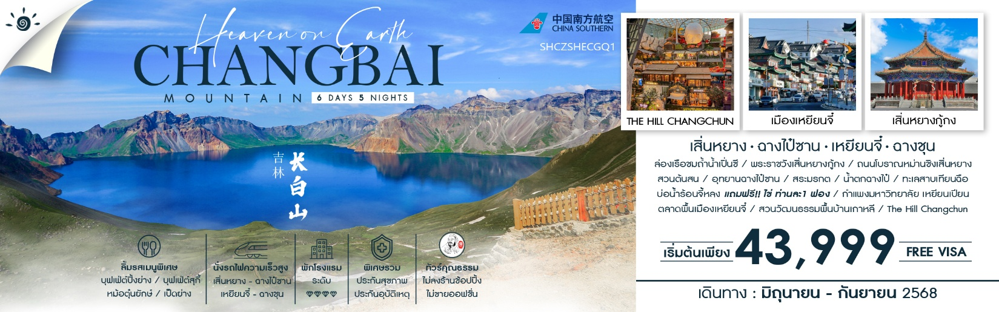 Heaven on Earth
CHANGBAI
MOUNTAIN 6 DAYS 5 NIGHTS
中国南方航空
CHINA SOUTHERN
SHCZSHECGQ1
吉林
长白山
ลิ้มรสเมนูพิเศษ
บุฟเฟ่ต์ปิ้งย่าง / บุฟเฟ่ต์สุกี้
หม้อตุ๋นยักษ์ / เป็ดย่าง
นั่งรถไฟความเร็วสูง
เสิ่นหยาง - ฉางไป๋ซาน
เหยียนจี๋ - ฉางชุน
พักโรงแรม
ระดับ
พิเศษรวม
ประกันสุขภาพ
ประกันอุบัติเหตุ
ทัวร์คุณธรรม
ไม่ลงร้านช้อปปิ้ง
ไม่ขายออฟชั่น
THE HILL CHANGCHUN
เมืองเหยียนจี๋
เสิ่นหยางกู้กง
เสิ่นหยาง · ฉางไป๋ซาน · เหยียนจี๋ · ฉางชุน
ล่องเรือชมถ้ำน้ำเปิ่นซี / พระราชวังเสิ่นหยางกู้กง / ถนนโบราณหม่านชิงเสิ่นหยาง
สวนต้นสน / อุทยานฉางไป๋ซาน / สระมรกต / น้ำตกฉางไป๋ / ทะเลสาบเทียนฉือ
บ่อน้ำร้อนจี้หลง แถมฟรี!! ไข่ ท่านละ1 ฟอง / กำแพงมหาวิทยาลัย เหยียนเปียน
ตลาดพื้นเมืองเหยียนจี๋ / สวนวัฒนธรรมพื้นบ้านเกาหลี / The Hill Changchun
เริ่มต้นเพียง 43,999 FREE VISA
เดินทาง : มิถุนายน - กันยายน 2568